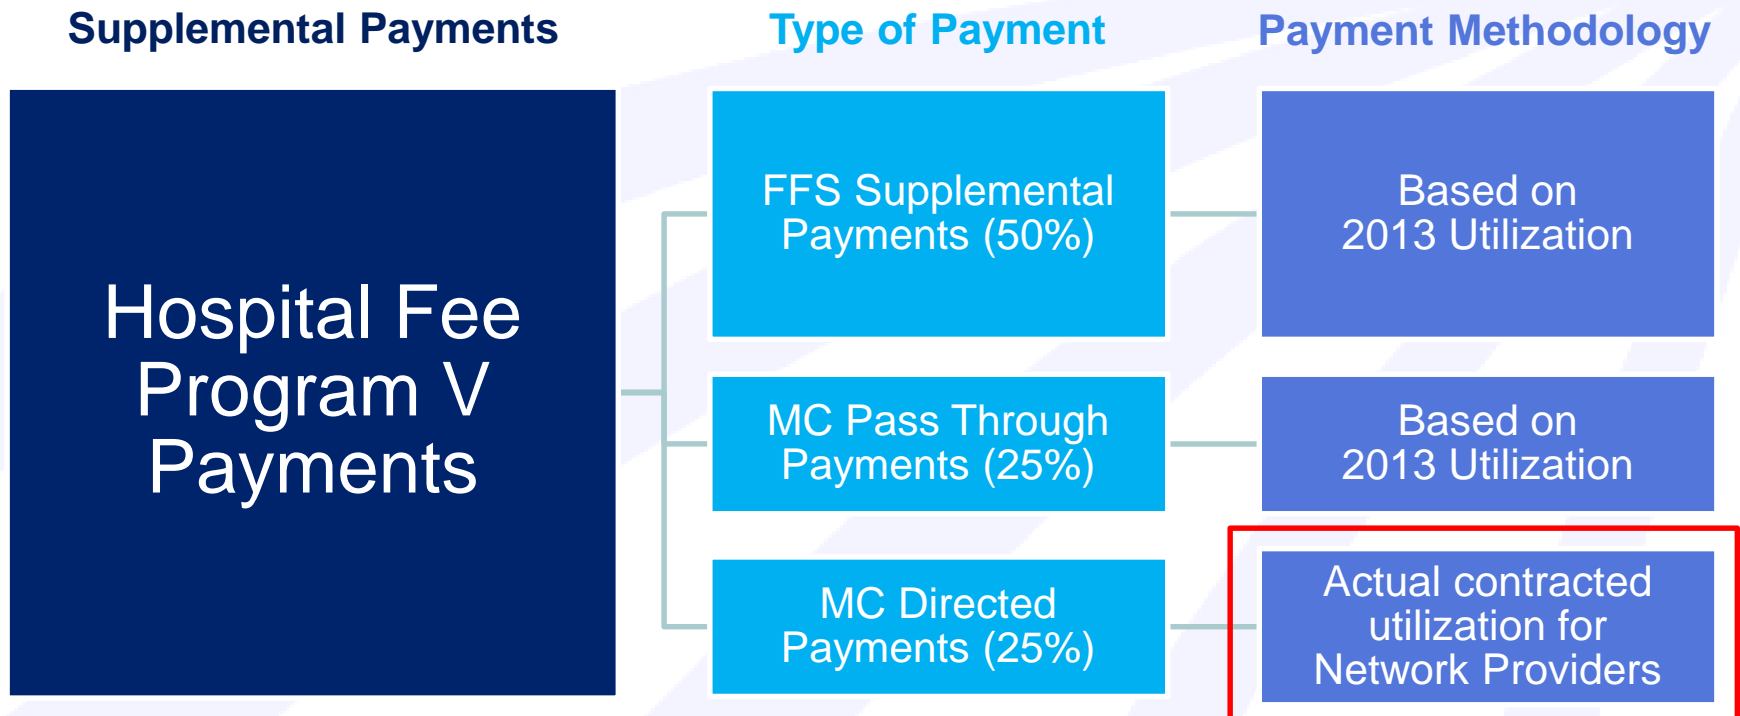 Supplemental Payments
Type of Payment
Payment Methodology
Hospital Fee
Program V
Payments
FFS Supplemental
Payments (50%)
Based on
2013 Utilization
MC Pass Through
Payments (25%)
Based on
2013 Utilization
MC Directed
Payments (25%)
Actual contracted
utilization for
Network Providers